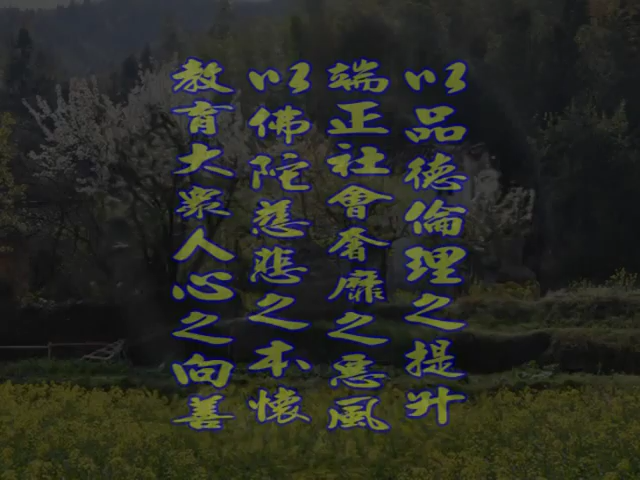 以品德倫理之提升
端正社會奢靡之惡風
以佛陀慈悲之本懷
教育大眾人心之向善